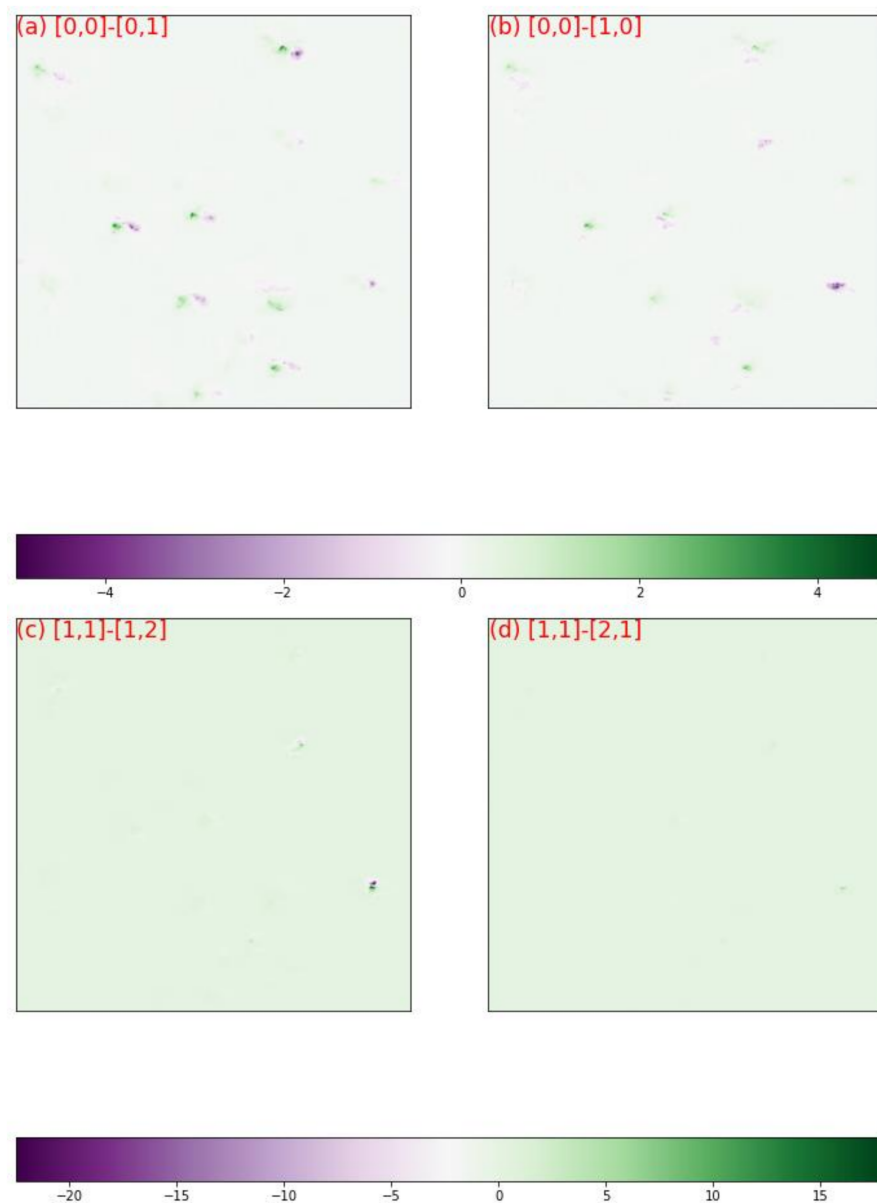 (a) [0,0]-[0,1]
(b) [0,0]-[1,0]
−4 −2 0 2 4
(c) [1,1]-[1,2]
(d) [1,1]-[2,1]
−20 −15 −10 −5 0 5 10 15